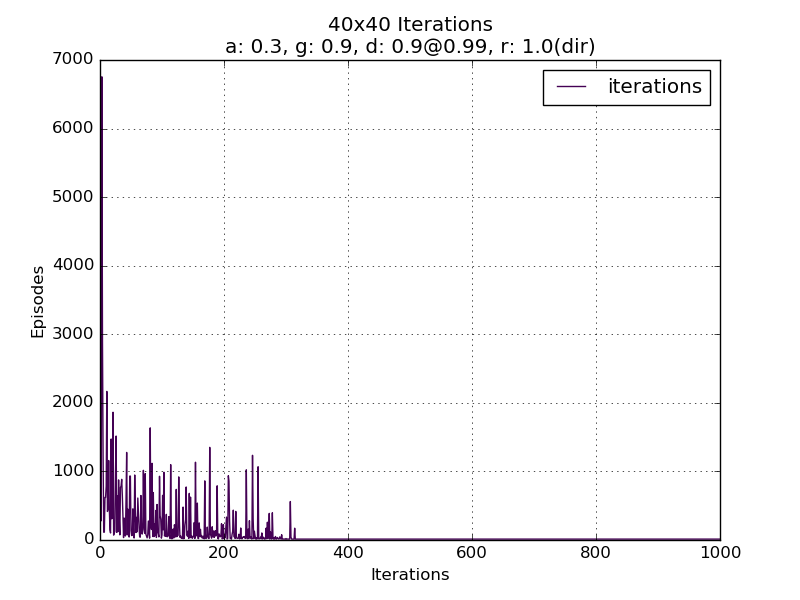 40x40 Iterations
a: 0.3, g: 0.9, d: 0.9@0.99, r: 1.0(dir)
iterations
7000
6000
5000
4000
3000
2000
1000
0
Episodes
0
200
400
600
800
1000
Iterations